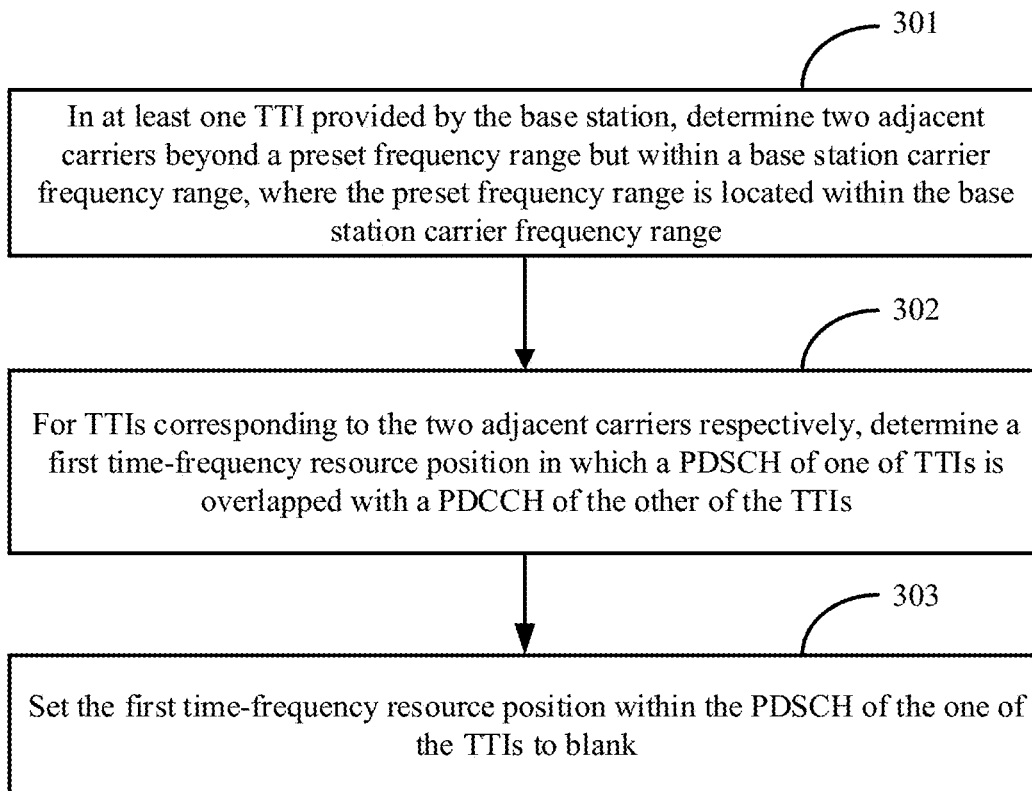 301
In at least one TTI provided by the base station, determine two adjacent
carriers beyond a preset frequency range but within a base station carrier
frequency range, where the preset frequency range is located within the base
station carrier frequency range
302
For TTIs corresponding to the two adjacent carriers respectively, determine a
first time-frequency resource position in which a PDSCH of one of TTIs is
overlapped with a PDCCH of the other of the TTIs
303
Set the first time-frequency resource position within the PDSCH of the one of
the TTIs to blank